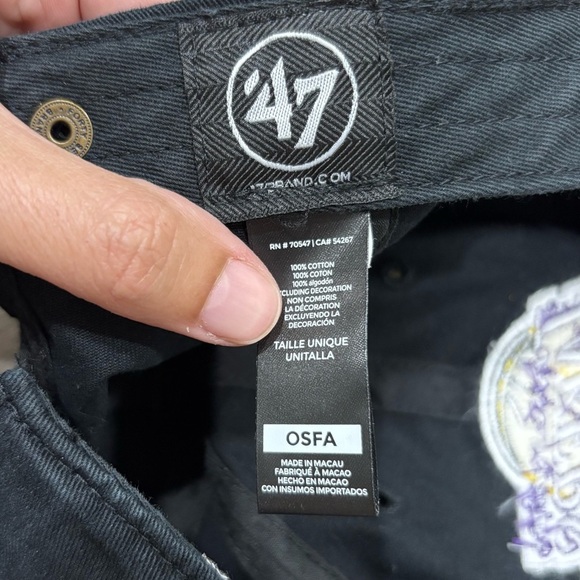 '47
47BRAND.COM
RN # 70547 | CA# 54267
100% COTTON
100% COTON
100% algodón
EXCLUDING DECORATION
NON COMPRIS
LA DÉCORATION
EXCLUYENDO LA
DECORACIÓN
TAILLE UNIQUE
UNITALLA
OSFA
MADE IN MACAU
FABRIQUÉ À MACAO
HECHO EN MACAO
CON INSUMOS IMPORTADOS